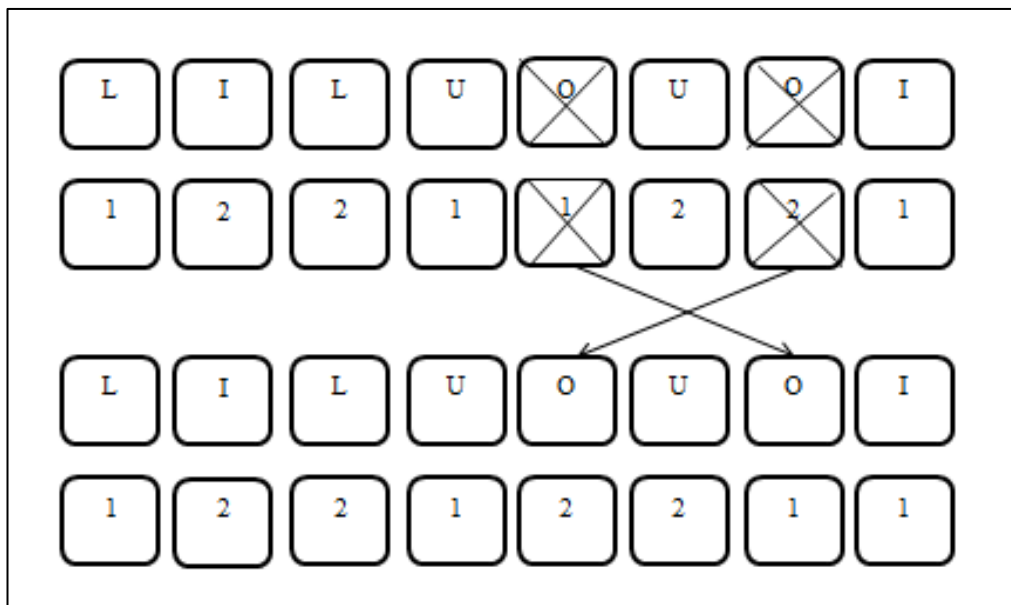 L I L U O U O I
1 2 2 1 1 2 2 1
L I L U O U O I
1 2 2 1 2 2 1 1